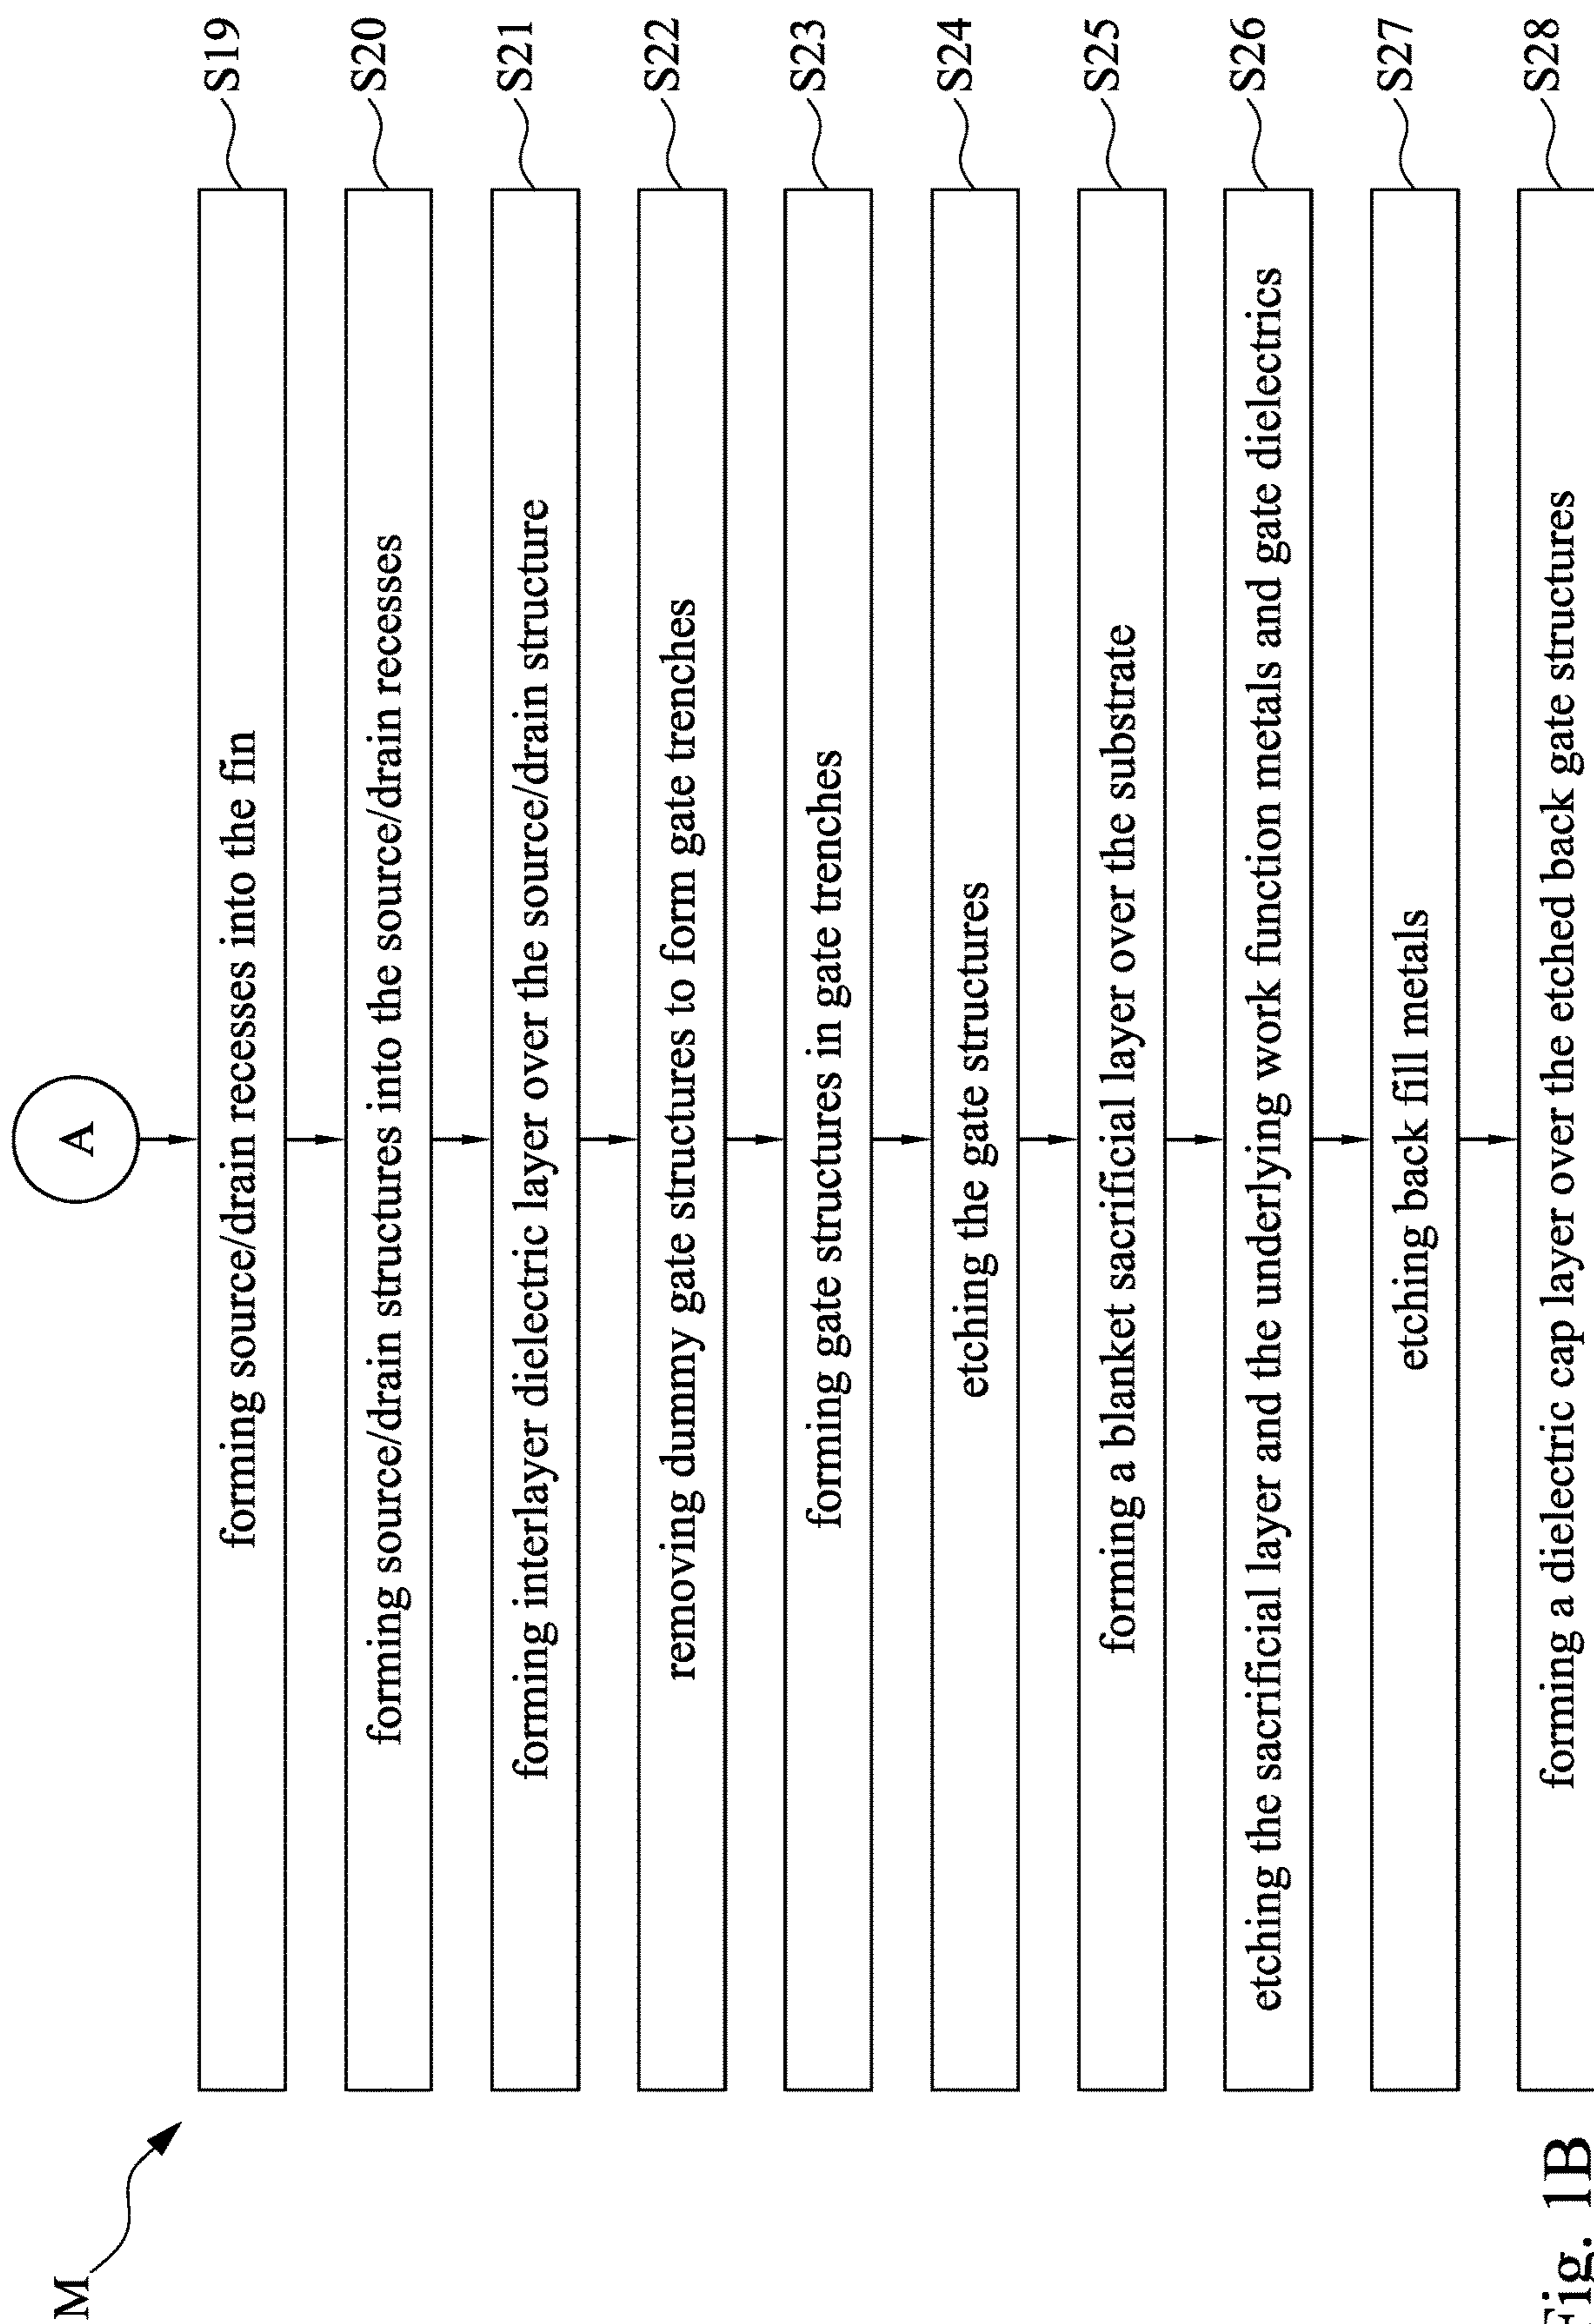 M
A
forming source/drain recesses into the fin
S19
forming source/drain structures into the source/drain recesses
S20
forming interlayer dielectric layer over the source/drain structure
S21
removing dummy gate structures to form gate trenches
S22
forming gate structures in gate trenches
S23
etching the gate structures
S24
forming a blanket sacrificial layer over the substrate
S25
etching the sacrificial layer and the underlying work function metals and gate dielectrics
S26
etching back fill metals
S27
forming a dielectric cap layer over the etched back gate structures
S28
Fig. 1B